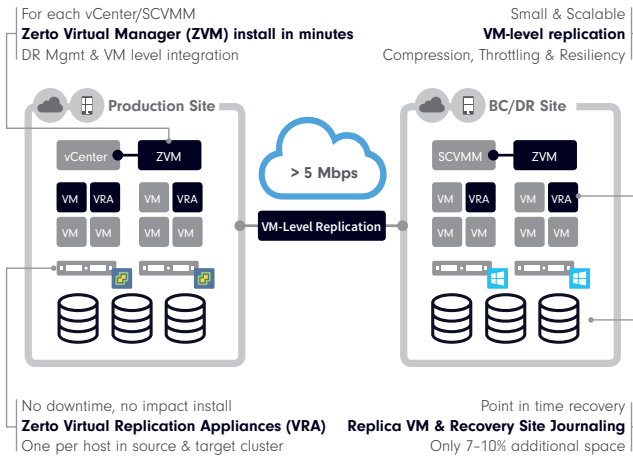 For each vCenter/SCVMM
Zerto Virtual Manager (ZVM) install in minutes
DR Mgmt & VM level integration
Small & Scalable
VM-level replication
Compression, Throttling & Resiliency
Production Site
BC/DR Site
vCenter
ZVM
> 5 Mbps
SCVMM
ZVM
VM VRA VM VRA
VM VM VM VM
VM-Level Replication
VM VRA VM VRA
VM VM VM VM
No downtime, no impact install
Zerto Virtual Replication Appliances (VRA)
One per host in source & target cluster
Point in time recovery
Replica VM & Recovery Site Journaling
Only 7-10% additional space